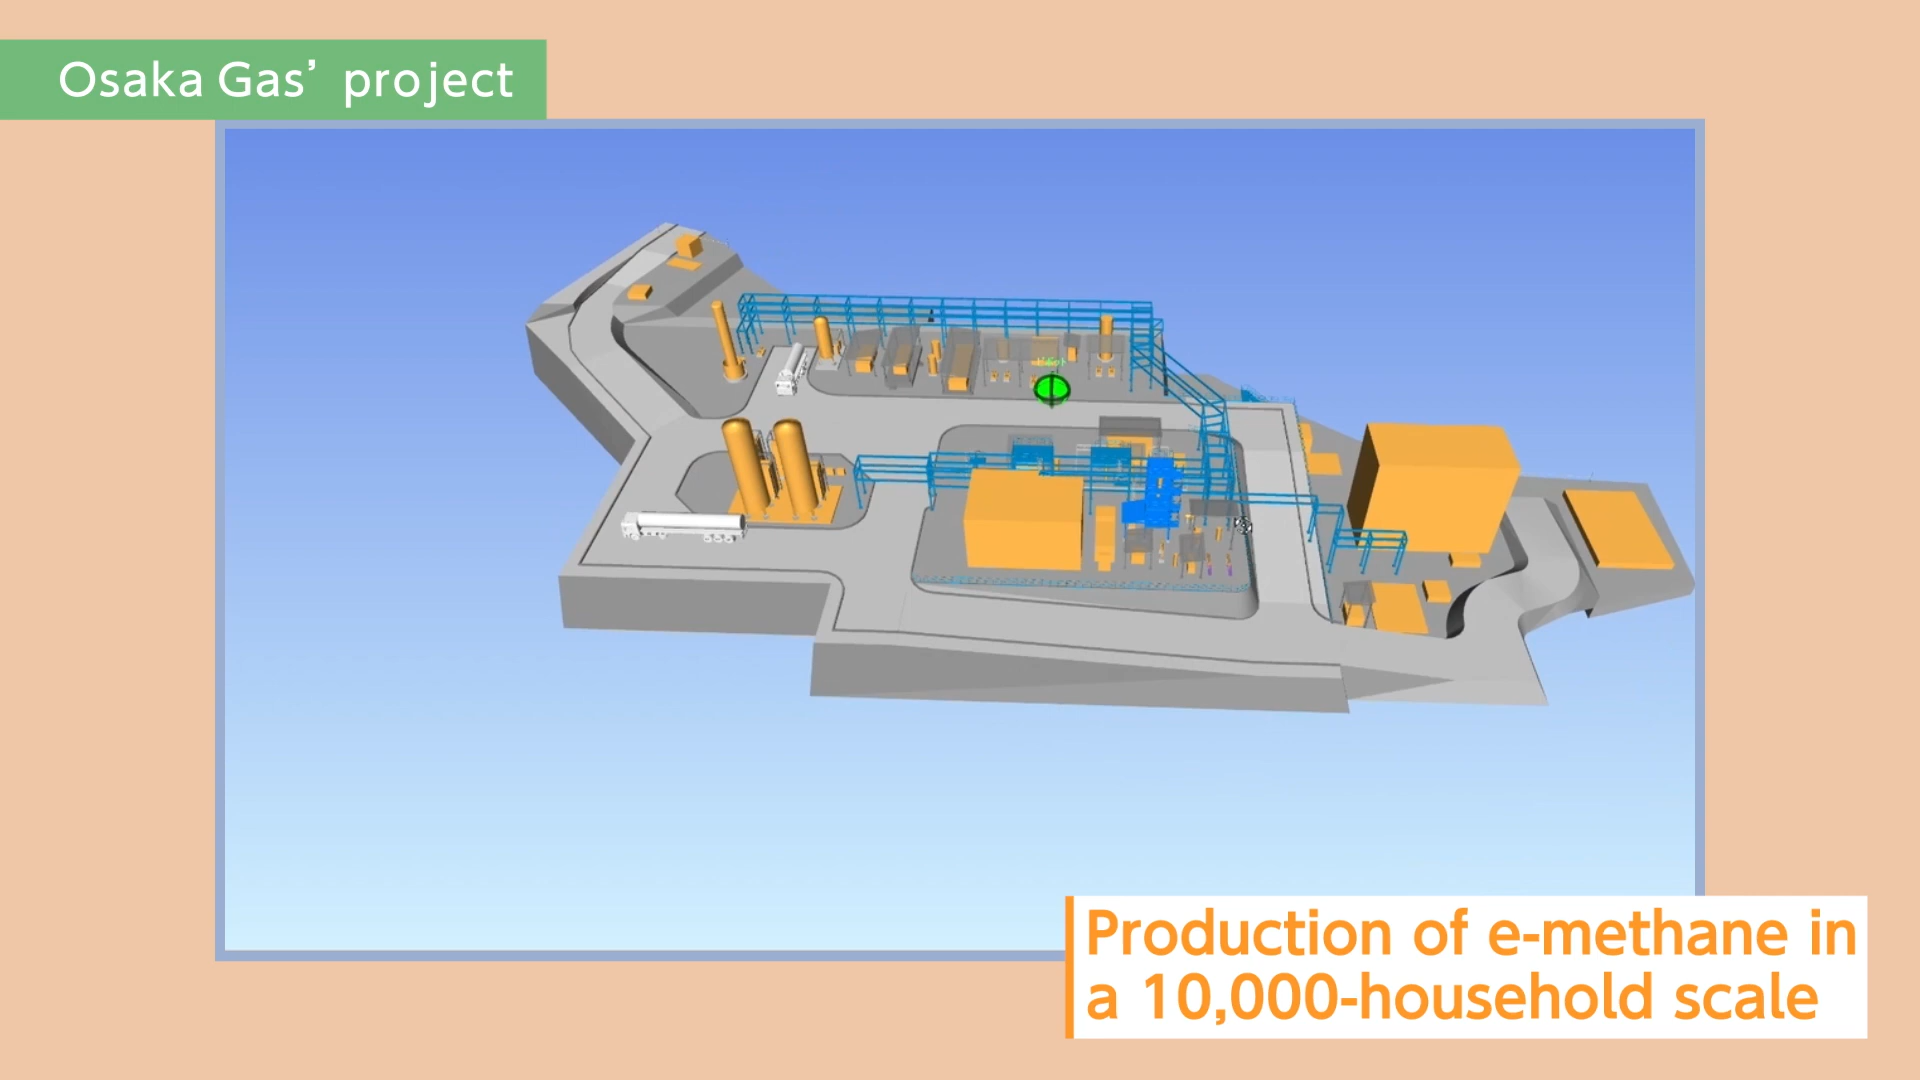 Osaka Gas’ project
Production of e-methane in
a 10,000-household scale